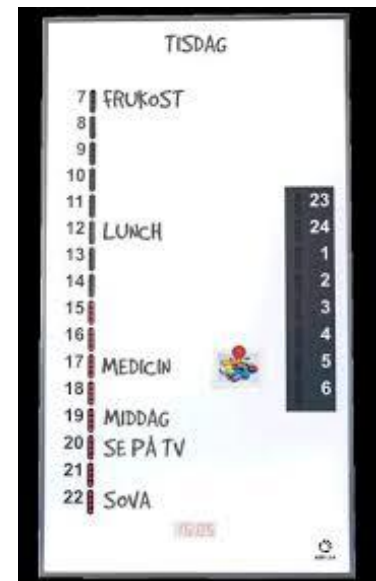 TISDAG
7 FRUKOST
8
9
10
11
12 LUNCH
13
14
15
16
17 MEDICIN
18
19 MIDDAG
20 SE PÅ TV
21
22 SOVA
23
24
1
2
3
4
5
6